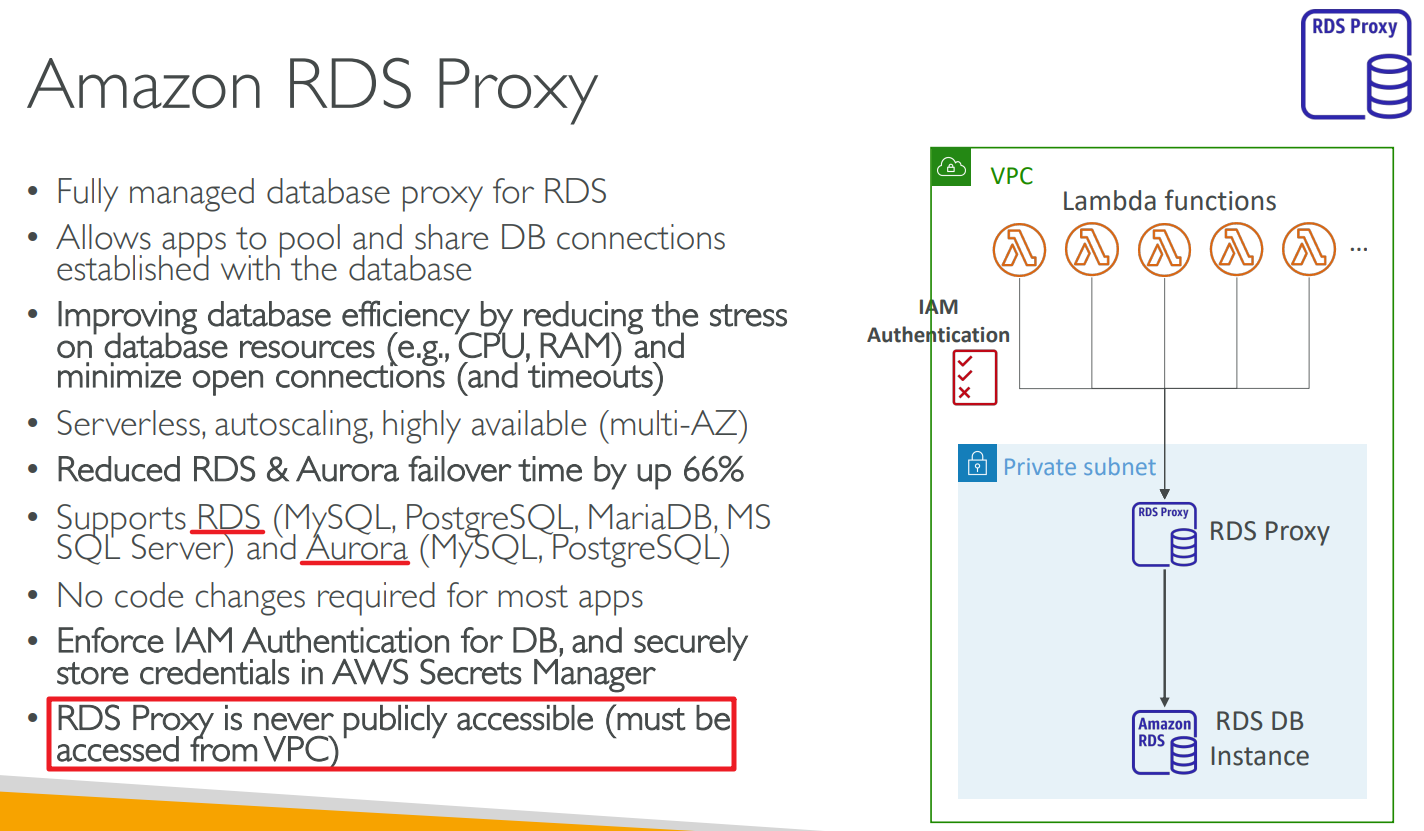 RDS Proxy
Amazon RDS Proxy
• Fully managed database proxy for RDS
• Allows apps to pool and share DB connections
established with the database
• Improving database efficiency by reducing the stress
on database resources (e.g., CPU, RAM) and
minimize open connections (and timeouts)
• Serverless, autoscaling, highly available (multi-AZ)
• Reduced RDS & Aurora failover time by up 66%
• Supports RDS (MySQL, PostgreSQL, MariaDB, MS
SQL Server) and Aurora (MySQL, PostgreSQL)
• No code changes required for most apps
• Enforce IAM Authentication for DB, and securely
store credentials in AWS Secrets Manager
• RDS Proxy is never publicly accessible (must be
accessed from VPC)
VPC
Lambda functions
...
IAM
Authentication
Private subnet
RDS Proxy
RDS Proxy
Amazon
RDS
RDS DB
Instance